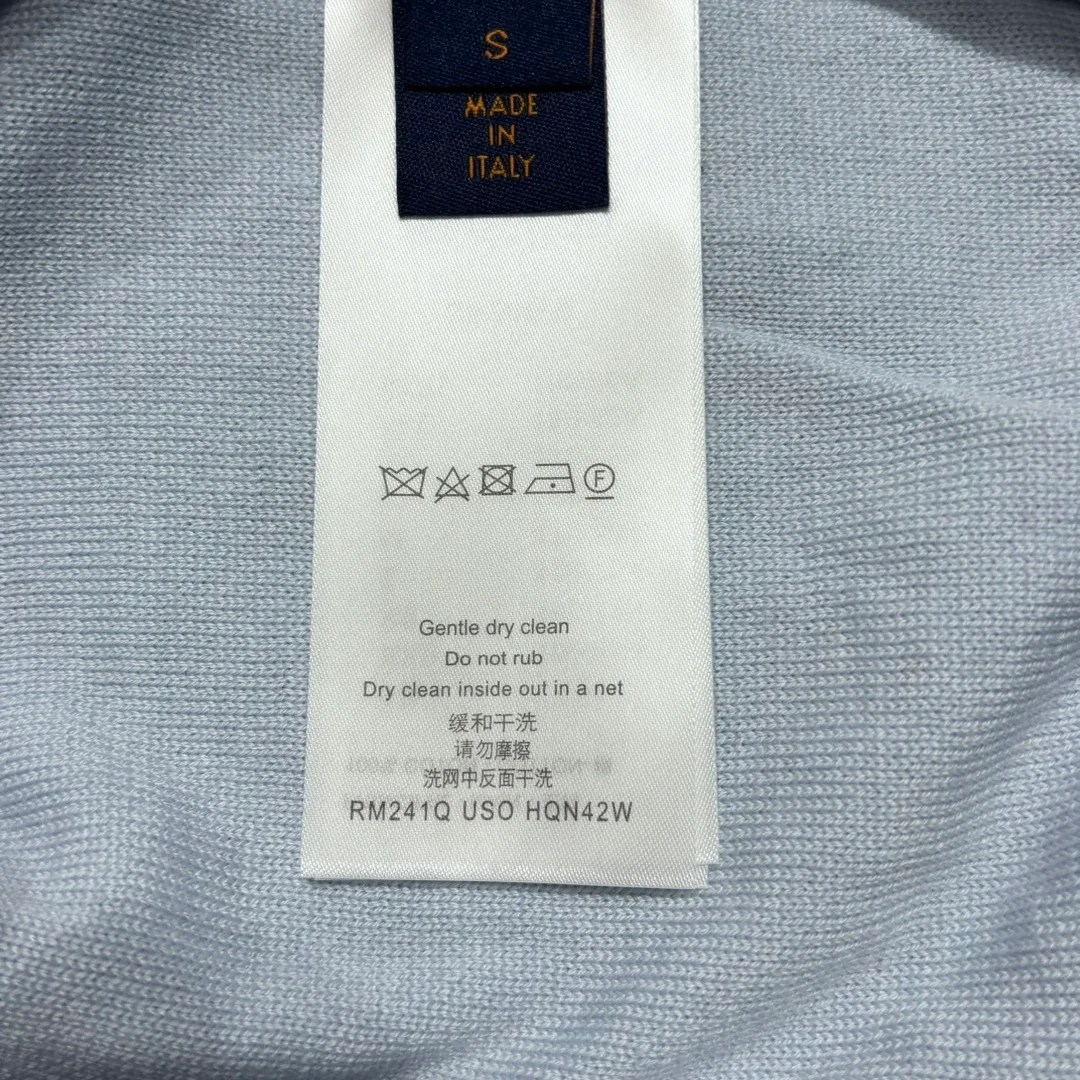 S
MADE
IN
ITALY
F
Gentle dry clean
Do not rub
Dry clean inside out in a net
缓和干洗
请勿摩擦
洗网中反面干洗
RM241Q USO HQN42W